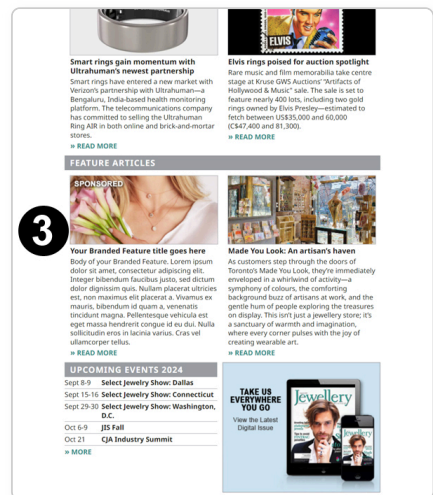 ELVIS
Smart rings gain momentum with
Ultrahuman's newest partnership
Smart rings have entered a new market with
Verizon's partnership with Ultrahuman—a
Bengaluru, India-based health monitoring
platform. The telecommunications company
has committed to selling the Ultrahuman
Ring AIR in both online and brick-and-mortar
stores.
» READ MORE
Elvis rings poised for auction spotlight
Rare music and film memorabilia take centre
stage at Kruse GWS Auctions' "Artifacts of
Hollywood & Music" sale. The sale is set to
feature nearly 400 lots, including two gold
rings owned by Elvis Presley—estimated to
fetch between US$35,000 and 60,000
(C$47,400 and 81,300).
» READ MORE
FEATURE ARTICLES
SPONSORED
3
Your Branded Feature title goes here
Body of your Branded Feature. Lorem ipsum
dolor sit amet, consectetur adipiscing elit.
Integer bibendum faucibus justo, sed dictum
dolor dignissim quis. Nullam placerat ultricies
est, non maximus elit placerat a. Vivamus ex
mauris, bibendum id quam a, venenatis
tincidunt magna. Pellentesque vehicula est
eget massa hendrerit congue id eu dui. Nulla
sollicitudin eros in lacinia varius. Cras vel
ullamcorper tellus.
» READ MORE
Made You Look: An artisan's haven
As customers step through the doors of
Toronto's Made You Look, they're immediately
enveloped in a whirlwind of activity—a
symphony of colours, the comforting
background buzz of artisans at work, and the
gentle hum of people exploring the treasures
on display. This isn't just a jewellery store; it's
a sanctuary of warmth and imagination,
where every corner pulses with the joy of
creating wearable art.
» READ MORE
UPCOMING EVENTS 2024
Sept 8-9 Select Jewelry Show: Dallas
Sept 15-16 Select Jewelry Show: Connecticut
Sept 29-30 Select Jewelry Show: Washington,
D.C.
Oct 6-9 JIS Fall
Oct 21 CJA Industry Summit
» MORE
TAKE US
EVERYWHERE
YOU GO
View the Latest
Digital Issue
Jewellery
Jewellery